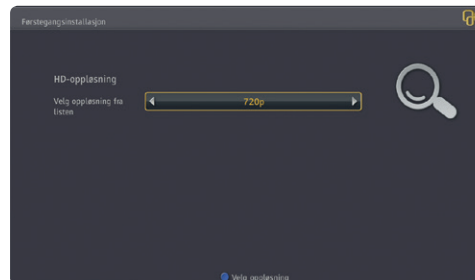 Førstegangsinstallasjon
HD-oppløsning
Velg oppløsning fra
listen
720p
Velg oppløsning